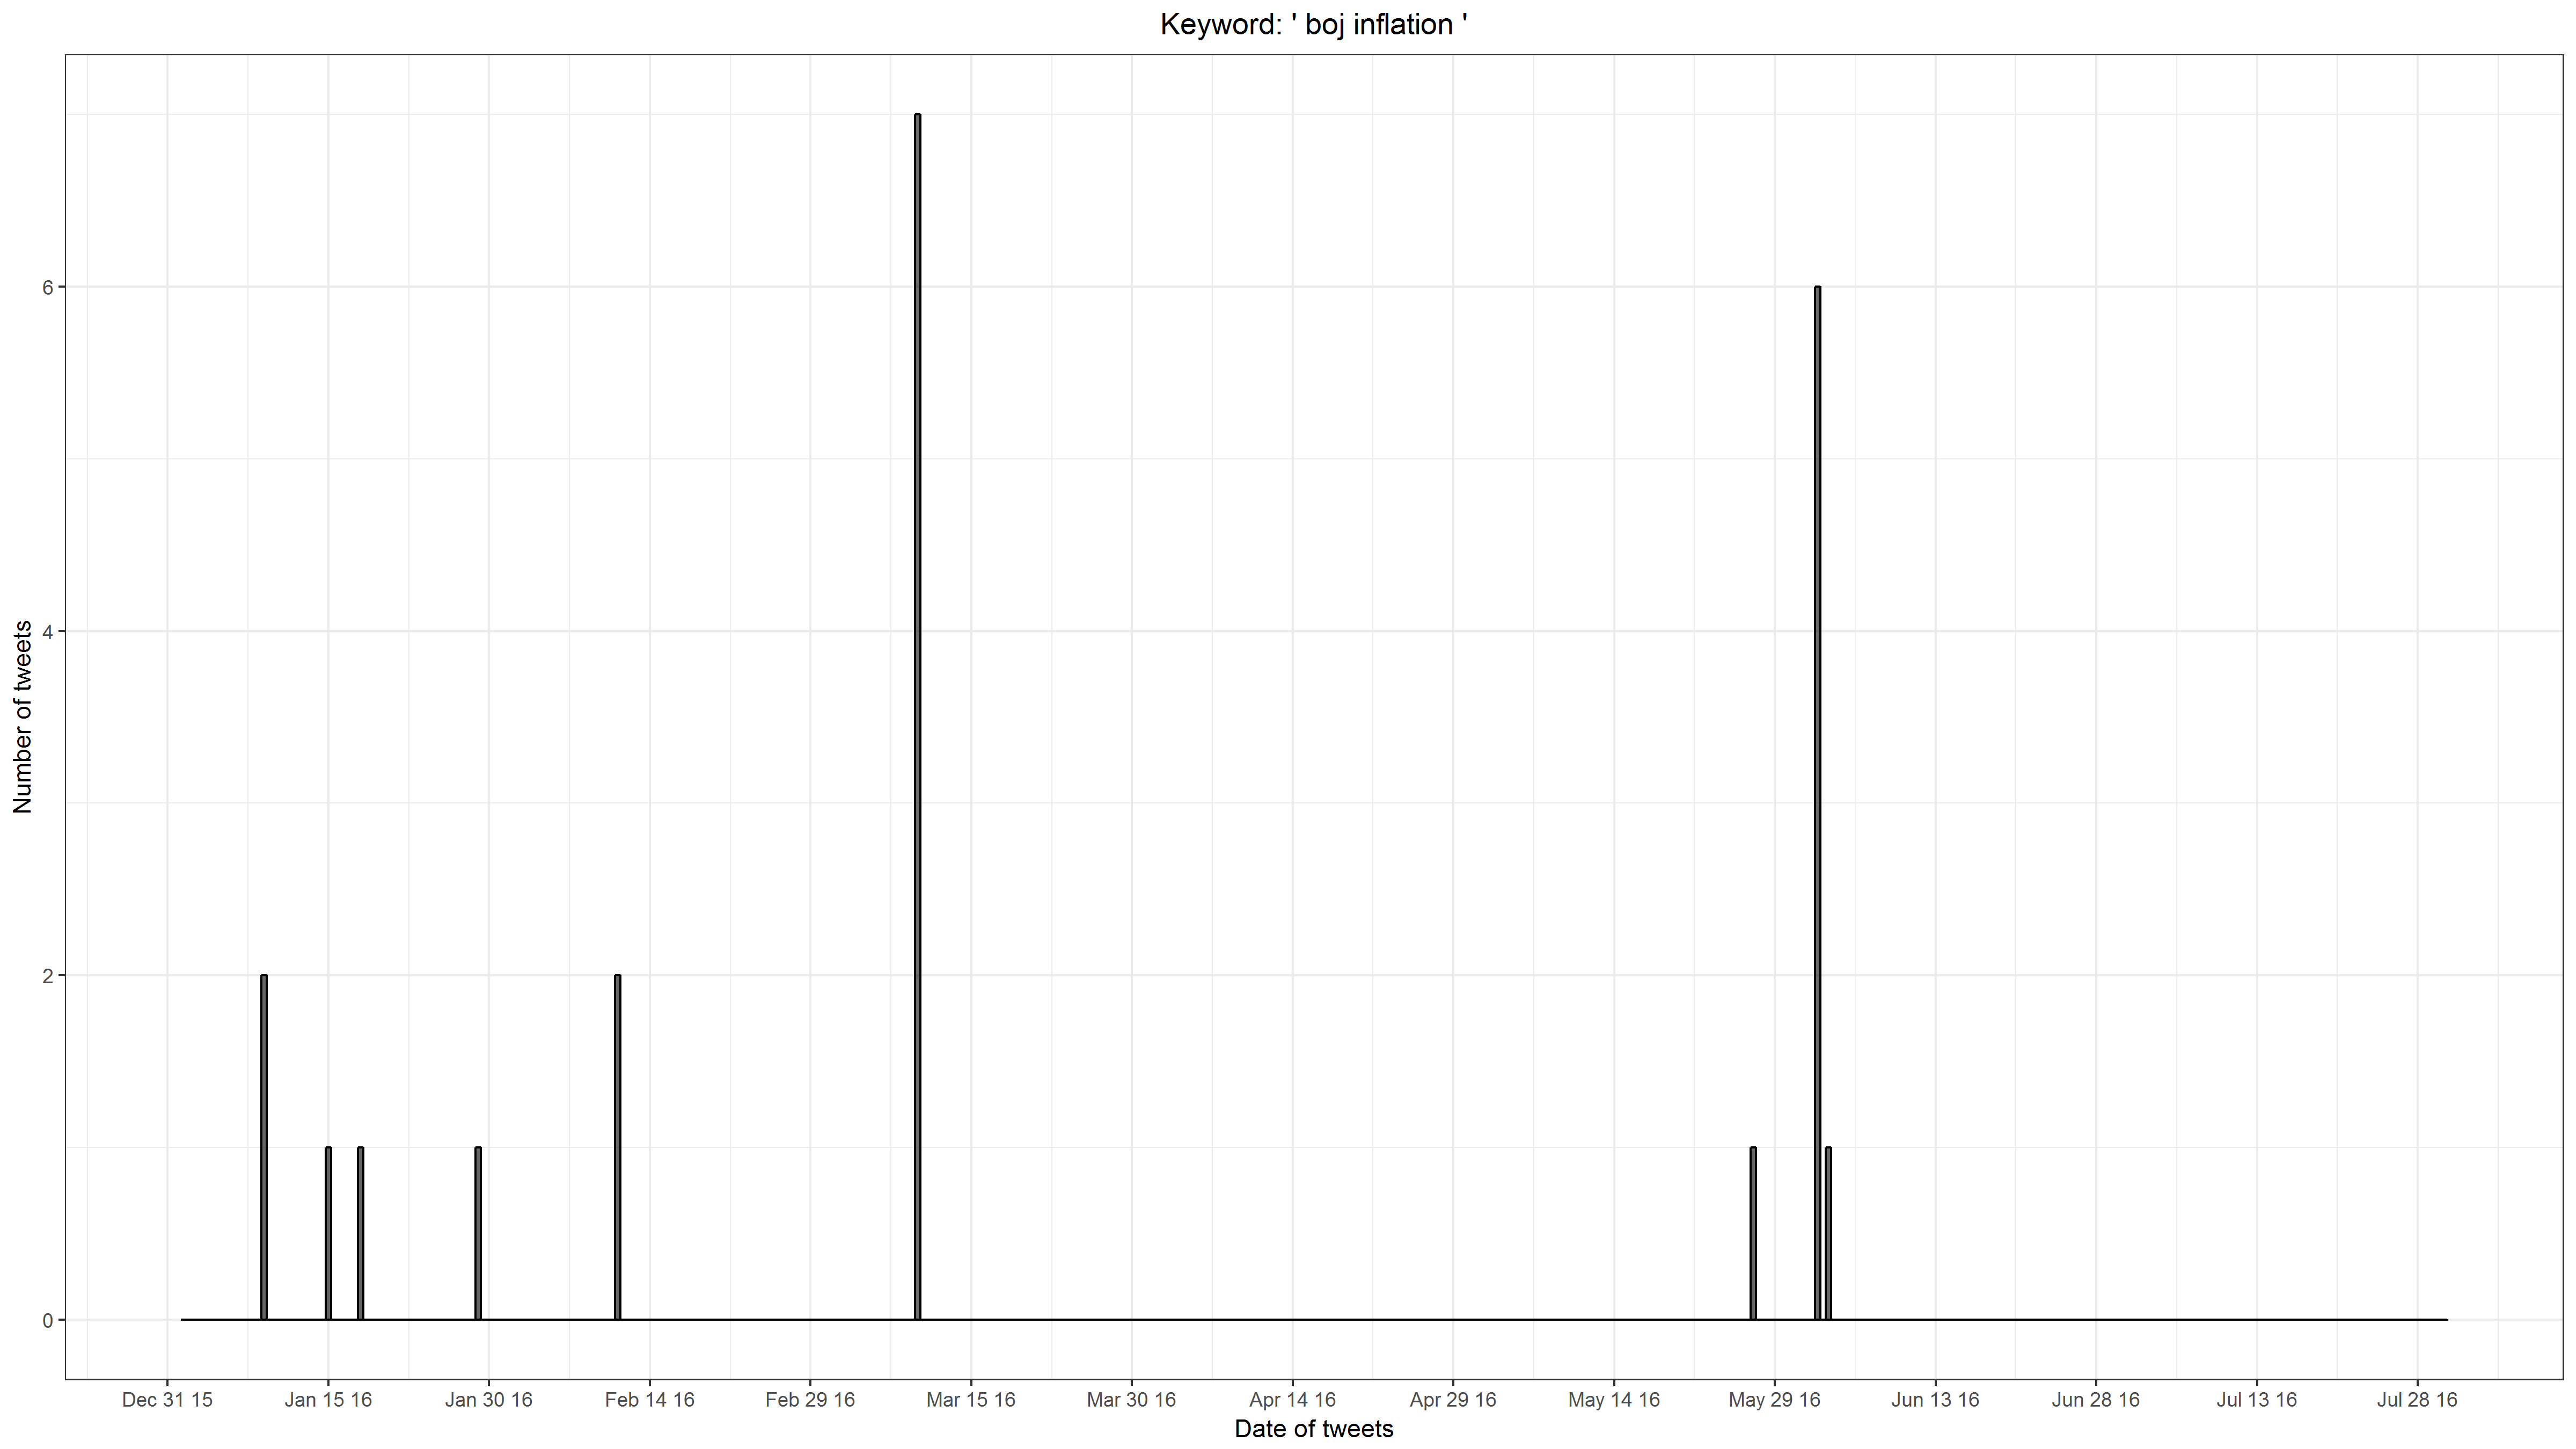 Keyword: ' boj inflation '
Number of tweets
6
4
2
0
Dec 31 15 Jan 15 16 Jan 30 16 Feb 14 16 Feb 29 16 Mar 15 16 Mar 30 16 Apr 14 16 Apr 29 16 May 14 16 May 29 16 Jun 13 16 Jun 28 16 Jul 13 16 Jul 28 16
Date of tweets